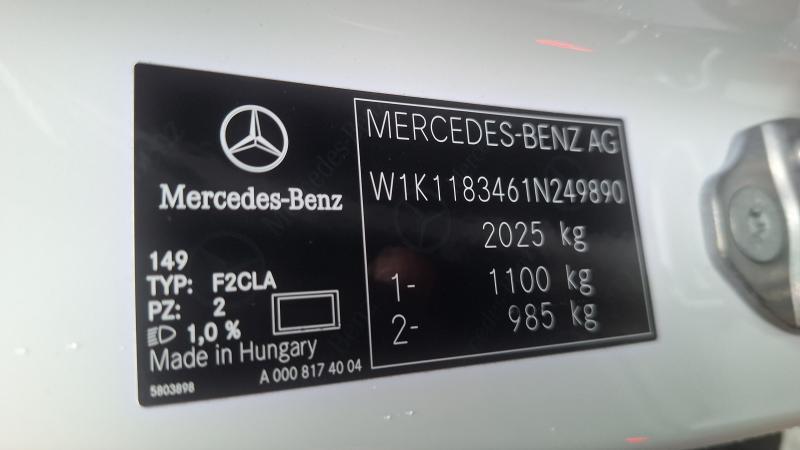 Mercedes-Benz
149
TYP: F2CLA
PZ: 2
1,0 %
Made in Hungary
5803898
A 000 817 40 04
MERCEDES-BENZ AG
W1K1183461N249890
2025 kg
1- 1100 kg
2- 985 kg